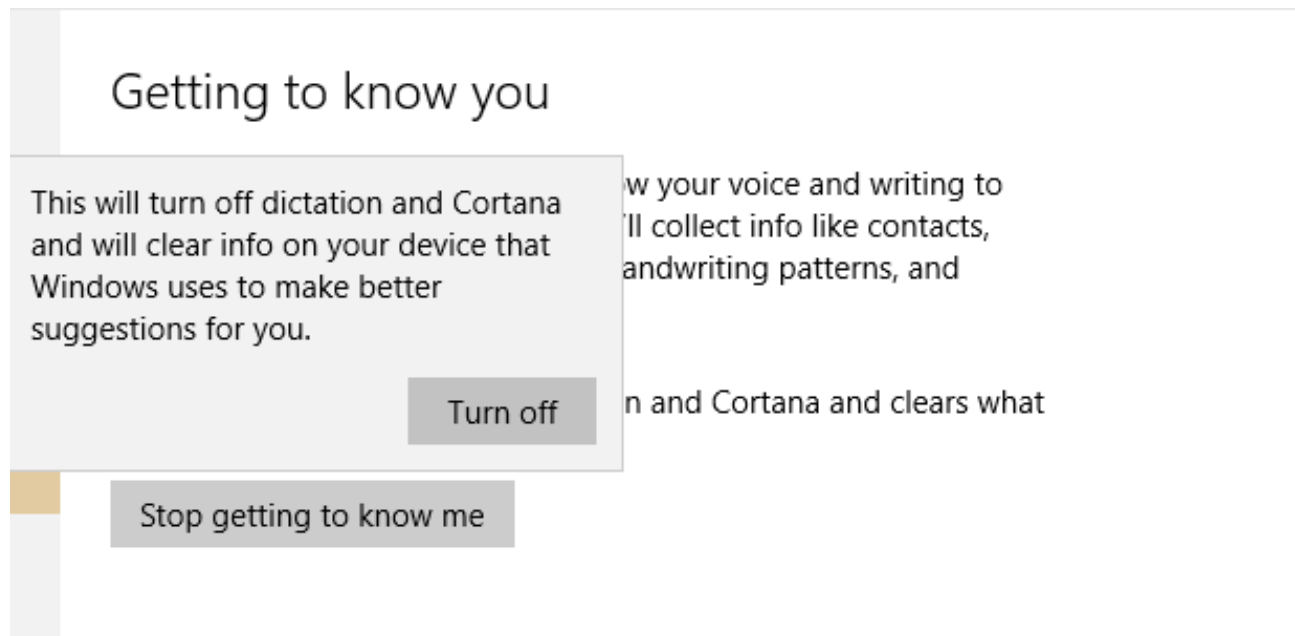 Getting to know you
This will turn off dictation and Cortana
and will clear info on your device that
Windows uses to make better
suggestions for you.
Turn off
your voice and writing to
'll collect info like contacts,
andwriting patterns, and
and Cortana and clears what
Stop getting to know me